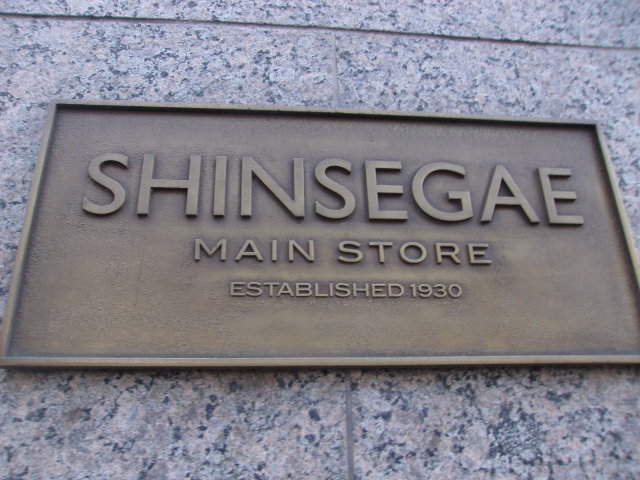 SHINSEGAE
MAIN STORE
ESTABLISHED 1930